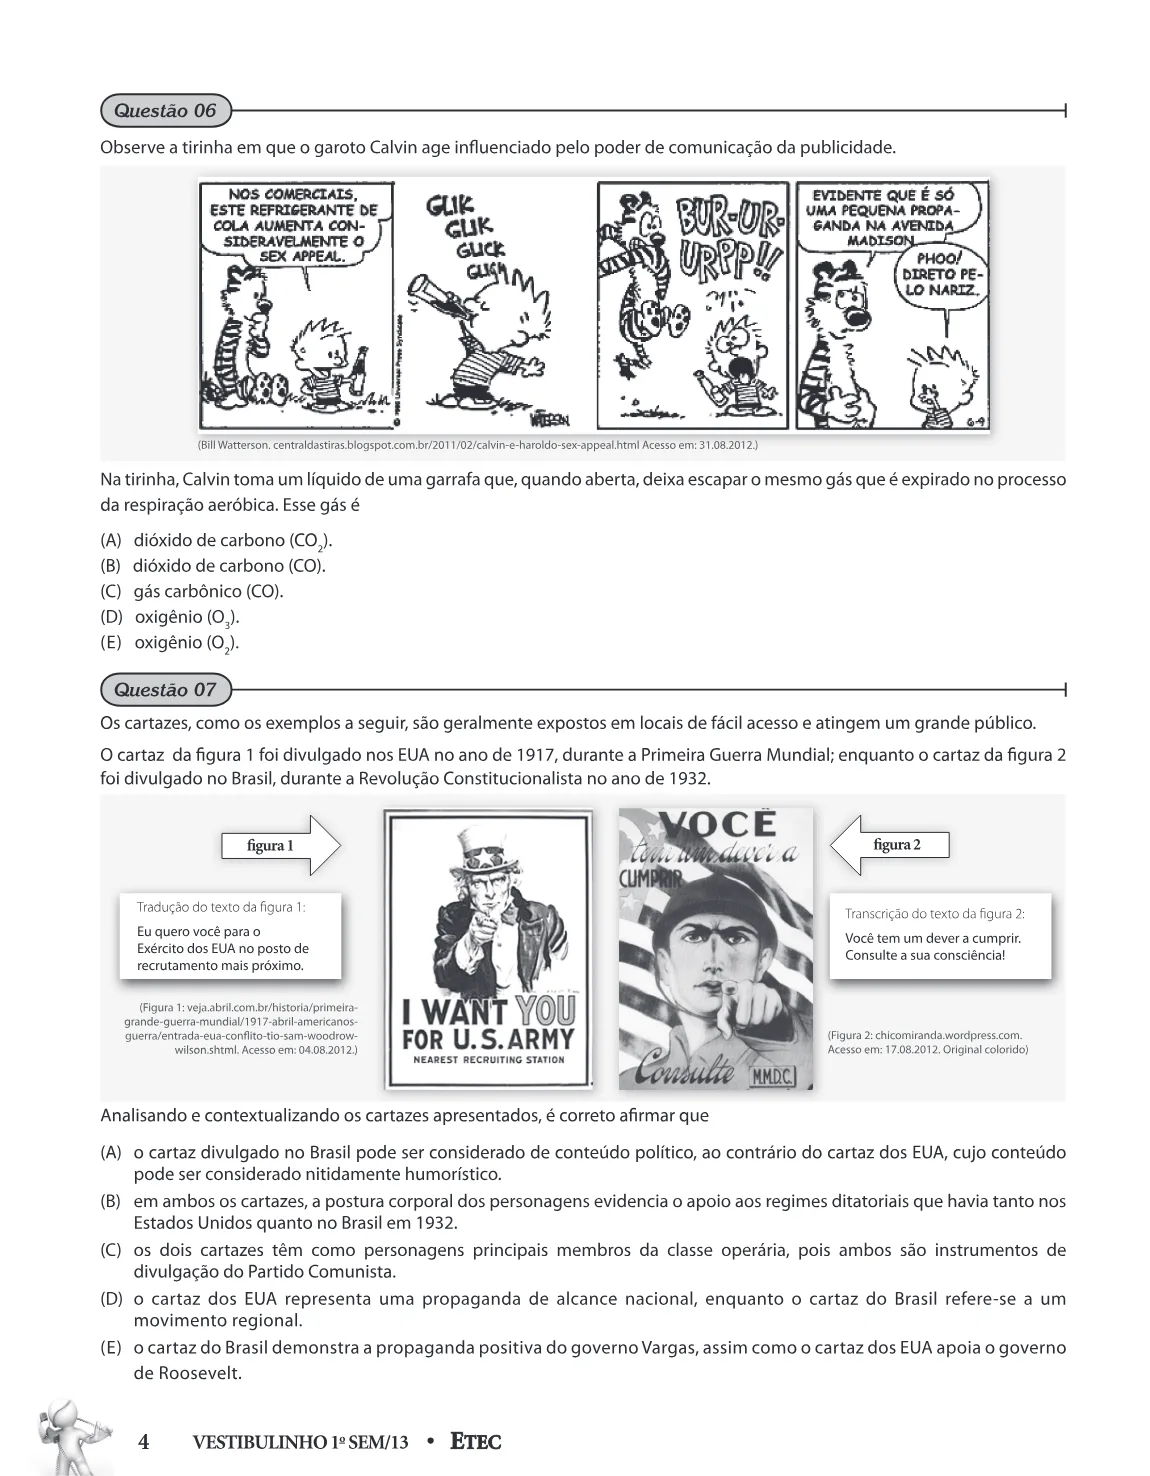 Questão 06
Observe a tirinha em que o garoto Calvin age influenciado pelo poder de comunicação da publicidade.
NOS COMERCIAIS,
ESTE REFRIGERANTE DE
COLA AUMENTA CON-
SIDERAVELMENTE O
SEX APPEAL.
© 1986 Universal Press Syndicate
GLIK
GLIK
GLICK
GLIGK
WATTERSON
BUR-UR-
URPP!!
EVIDENTE QUE É SÓ
UMA PEQUENA PROPA-
GANDA NA AVENIDA
MADISON.
PHOO!
DIRETO PE-
LO NARIZ.
6-9
(Bill Watterson. centraldastiras.blogspot.com.br/2011/02/calvin-e-haroldo-sex-appeal.html Acesso em: 31.08.2012.)
Na tirinha, Calvin toma um líquido de uma garrafa que, quando aberta, deixa escapar o mesmo gás que é expirado no processo
da respiração aeróbica. Esse gás é
(A) dióxido de carbono (CO₂).
(B) dióxido de carbono (CO).
(C) gás carbônico (CO).
(D) oxigênio (O₃).
(E) oxigênio (O₂).
Questão 07
Os cartazes, como os exemplos a seguir, são geralmente expostos em locais de fácil acesso e atingem um grande público.
O cartaz da figura 1 foi divulgado nos EUA no ano de 1917, durante a Primeira Guerra Mundial; enquanto o cartaz da figura 2
foi divulgado no Brasil, durante a Revolução Constitucionalista no ano de 1932.
figura 1
Tradução do texto da figura 1:
Eu quero você para o
Exército dos EUA no posto de
recrutamento mais próximo.
(Figura 1: veja.abril.com.br/historia/primeira-
grande-guerra-mundial/1917-abril-americanos-
guerra/entrada-eua-conflito-tio-sam-woodrow-
wilson.shtml. Acesso em: 04.08.2012.)
I WANT YOU
FOR U.S. ARMY
NEAREST RECRUITING STATION
VOCÊ
tem um dever a
CUMPRIR
Consulte
M.M.D.C.
figura 2
Transcrição do texto da figura 2:
Você tem um dever a cumprir.
Consulte a sua consciência!
(Figura 2: chicomiranda.wordpress.com.
Acesso em: 17.08.2012. Original colorido)
Analisando e contextualizando os cartazes apresentados, é correto afirmar que
(A) o cartaz divulgado no Brasil pode ser considerado de conteúdo político, ao contrário do cartaz dos EUA, cujo conteúdo
pode ser considerado nitidamente humorístico.
(B) em ambos os cartazes, a postura corporal dos personagens evidencia o apoio aos regimes ditatoriais que havia tanto nos
Estados Unidos quanto no Brasil em 1932.
(C) os dois cartazes têm como personagens principais membros da classe operária, pois ambos são instrumentos de
divulgação do Partido Comunista.
(D) o cartaz dos EUA representa uma propaganda de alcance nacional, enquanto o cartaz do Brasil refere-se a um
movimento regional.
(E) o cartaz do Brasil demonstra a propaganda positiva do governo Vargas, assim como o cartaz dos EUA apoia o governo
de Roosevelt.
4 VESTIBULINHO 1º SEM/13 • ETEC